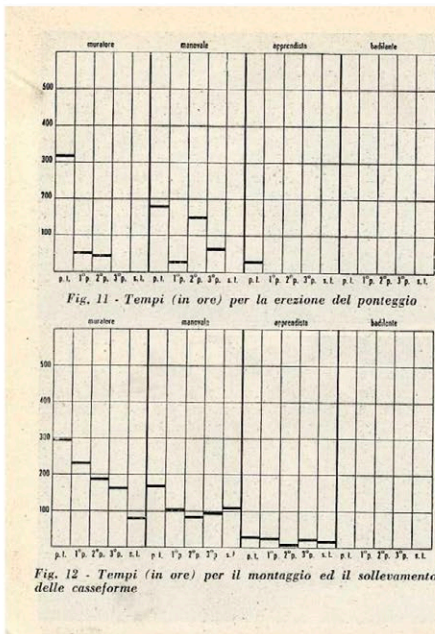 muratore manovale apprendista badilante
500
400
300
200
100
p. t. 1°p. 2°p. 3°p. s. t. p. t. 1°p. 2°p. 3°p. s. t. p. t. 1°p. 2°p. 3°p. s. t. p. t. 1°p. 2°p. 3°p. s. t.
Fig. 11 - Tempi (in ore) per la erezione del ponteggio
muratore manovale apprendista badilante
500
300
200
100
p. t. 1°p. 2°p. 3°p. s. t. p. t. 1°p 2°p. 3°p s. t p. t. 1°p. 2°p. 3°p. s. t. p. t. 1°p. 2°p. 3°p. s. t
Fig. 12 - Tempi (in ore) per il montaggio ed il sollevamento
delle casseforme